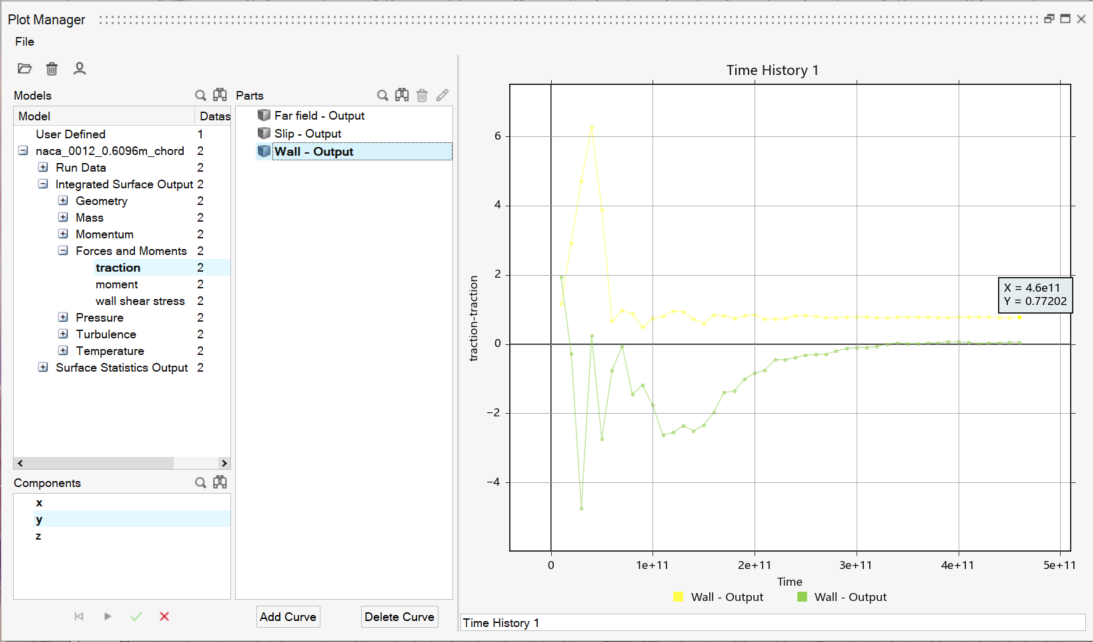 Plot Manager
File
Models
Parts
Model Datas
User Defined 1
naca_0012_0.6096m_chord 2
Run Data 2
Integrated Surface Output 2
Geometry 2
Mass 2
Momentum 2
Forces and Moments 2
traction 2
moment 2
wall shear stress 2
Pressure 2
Turbulence 2
Temperature 2
Surface Statistics Output 2
Components
x
y
z
Far field - Output
Slip - Output
Wall - Output
Add Curve
Delete Curve
Time History 1
traction-traction
6
4
2
0
−2
−4
X = 4.6e11
Y = 0.77202
0 1e+11 2e+11 3e+11 4e+11 5e+11
Time
Wall - Output Wall - Output
Time History 1